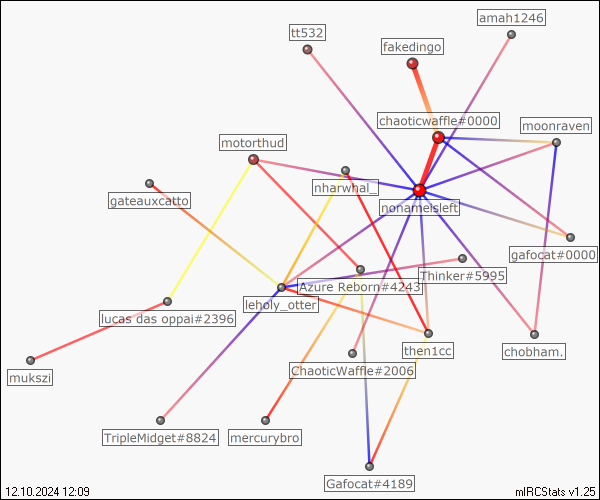 amah1246
tt532
fakedingo
chaoticwaffle#0000
moonraven
motorthud
nharwhal_
gateauxcatto
nonameisleft
gafocat#0000
Thinker#5995
Azure Reborn#4243
leholy_otter
lucas das oppai#2396
then1cc
chobham.
ChaoticWaffle#2006
mukszi
TripleMidget#8824
mercurybro
Gafocat#4189
12.10.2024 12:09
mIRCStats v1.25